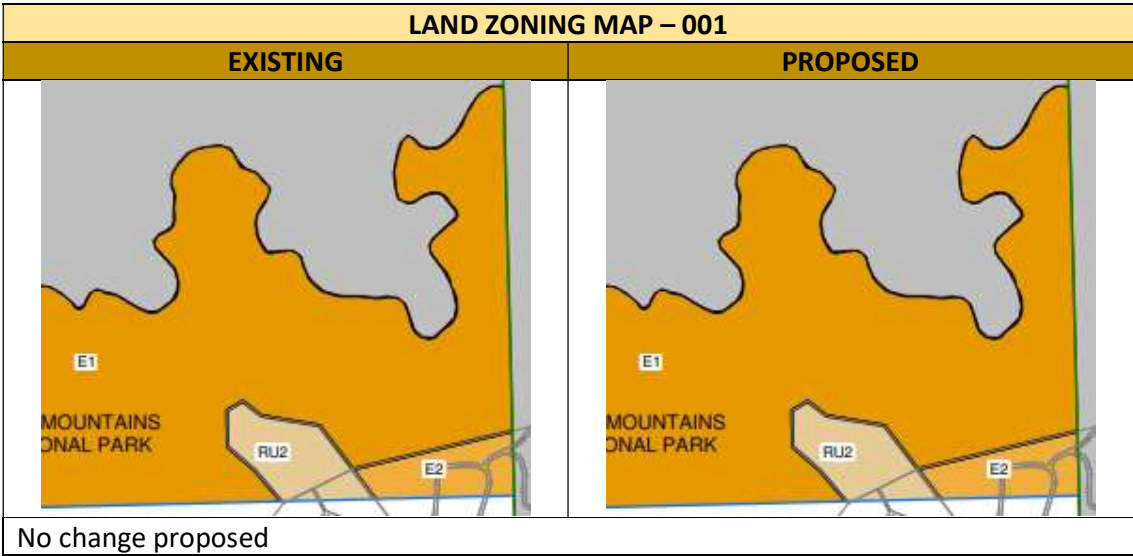 LAND ZONING MAP – 001
EXISTING
PROPOSED
E1
MOUNTAINS
ONAL PARK
RU2
E2
E1
MOUNTAINS
ONAL PARK
RU2
E2
No change proposed